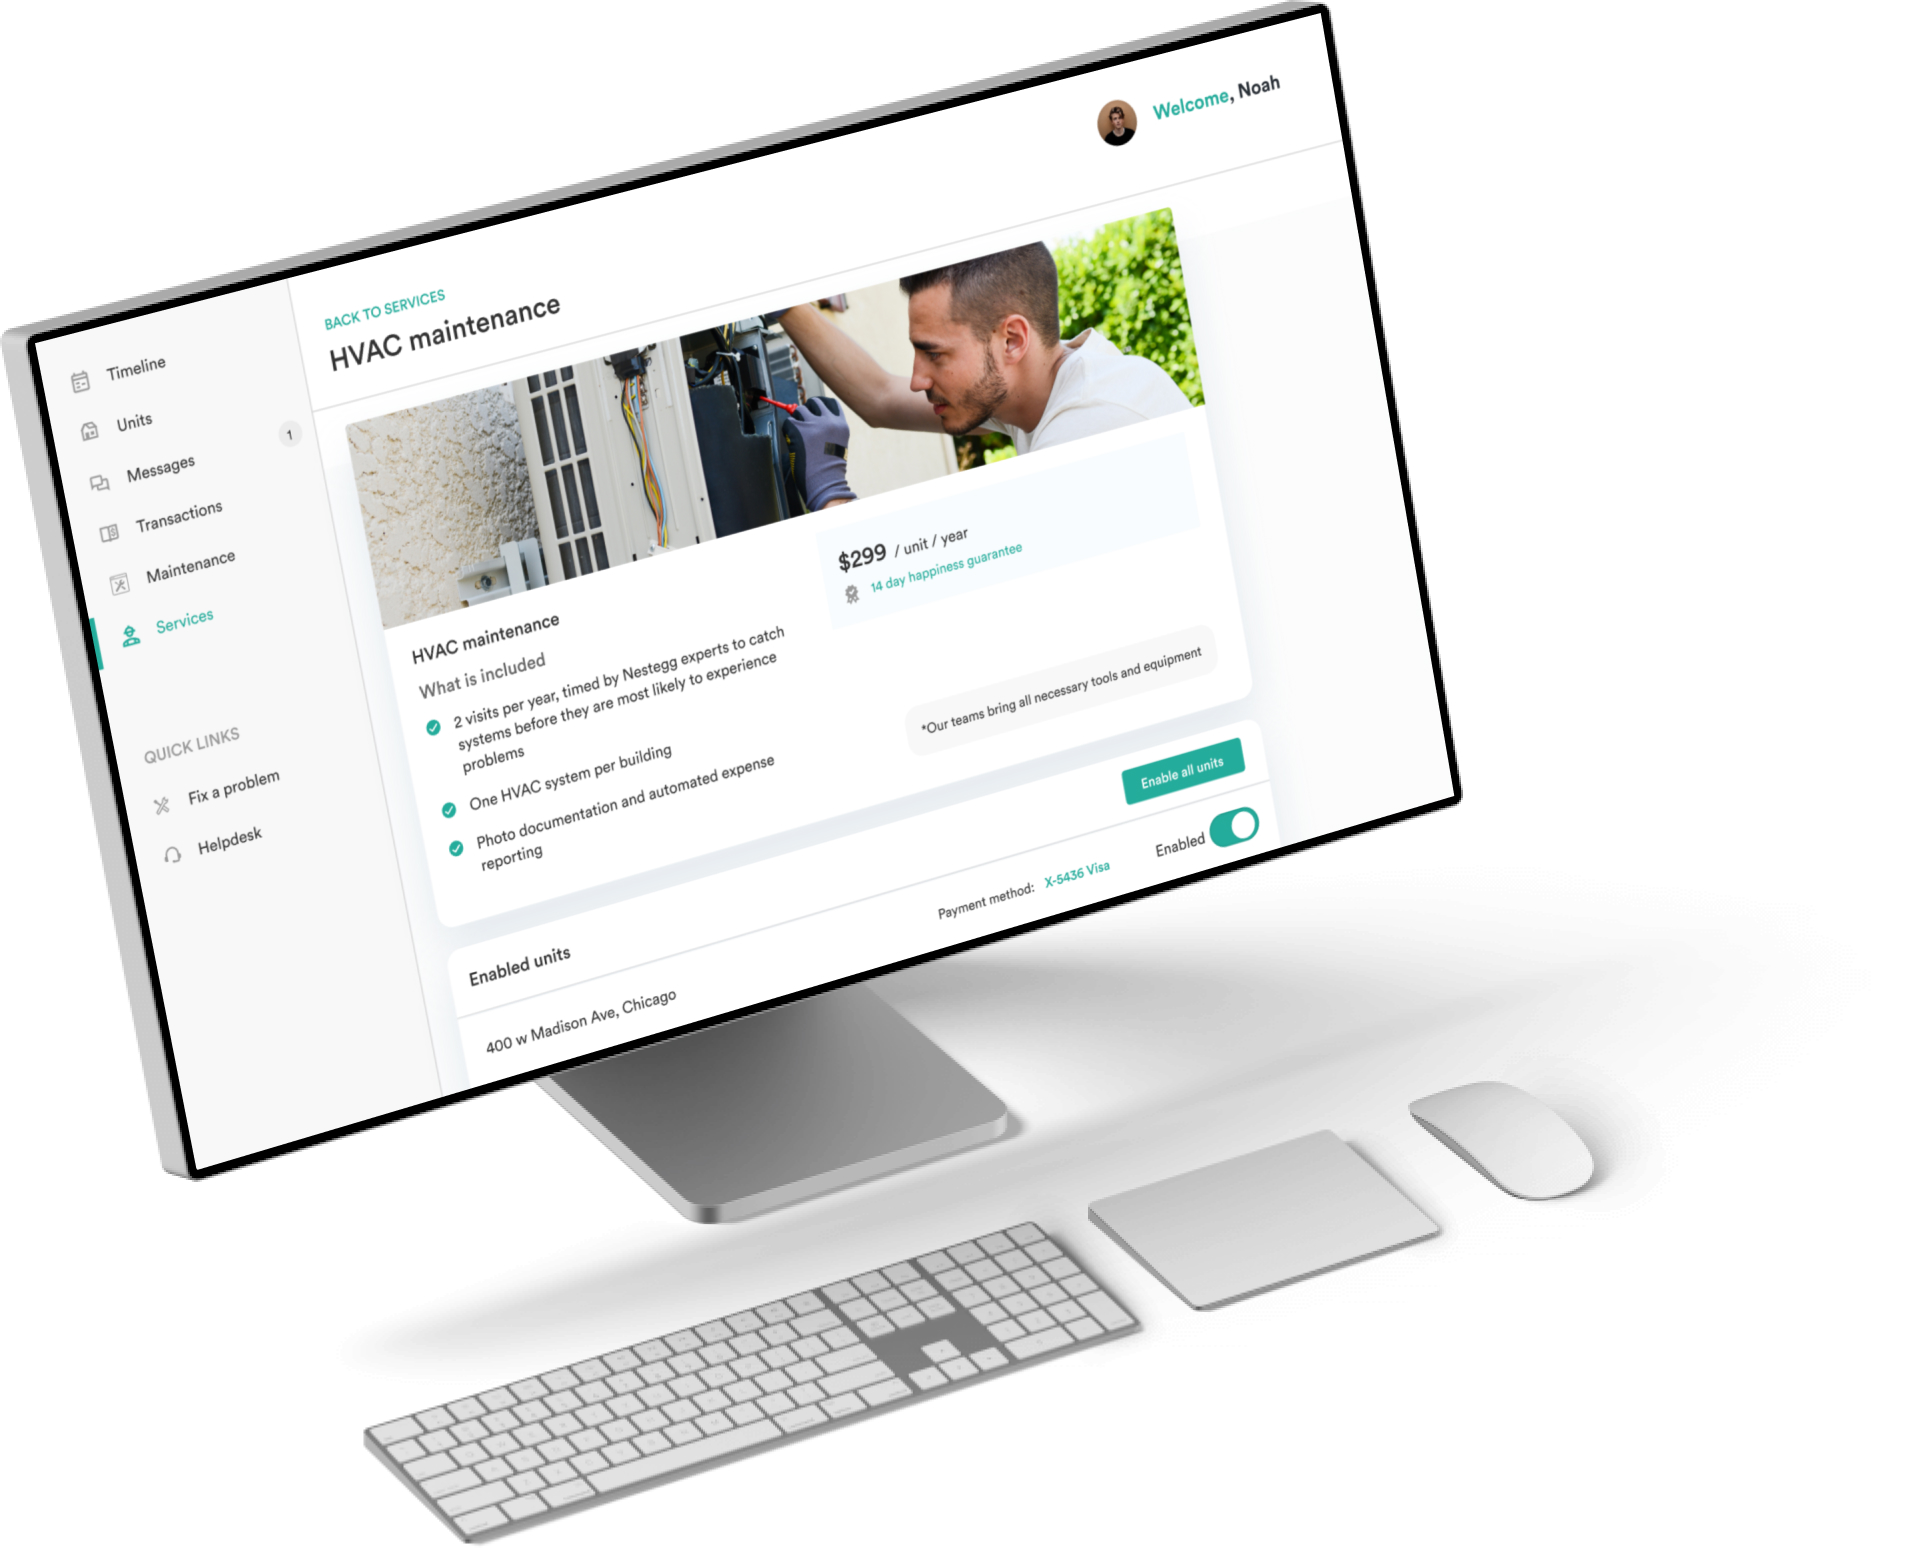 Welcome, Noah
BACK TO SERVICES
HVAC maintenance
Timeline
Units
Messages
1
Transactions
Maintenance
Services
QUICK LINKS
Fix a problem
Helpdesk
HVAC maintenance
What is included
2 visits per year, timed by Nestegg experts to catch
systems before they are most likely to experience
problems
One HVAC system per building
Photo documentation and automated expense
reporting
$299 / unit / year
14 day happiness guarantee
*Our teams bring all necessary tools and equipment
Enable all units
Enabled units
400 w Madison Ave, Chicago
Payment method: X-5436 Visa
Enabled